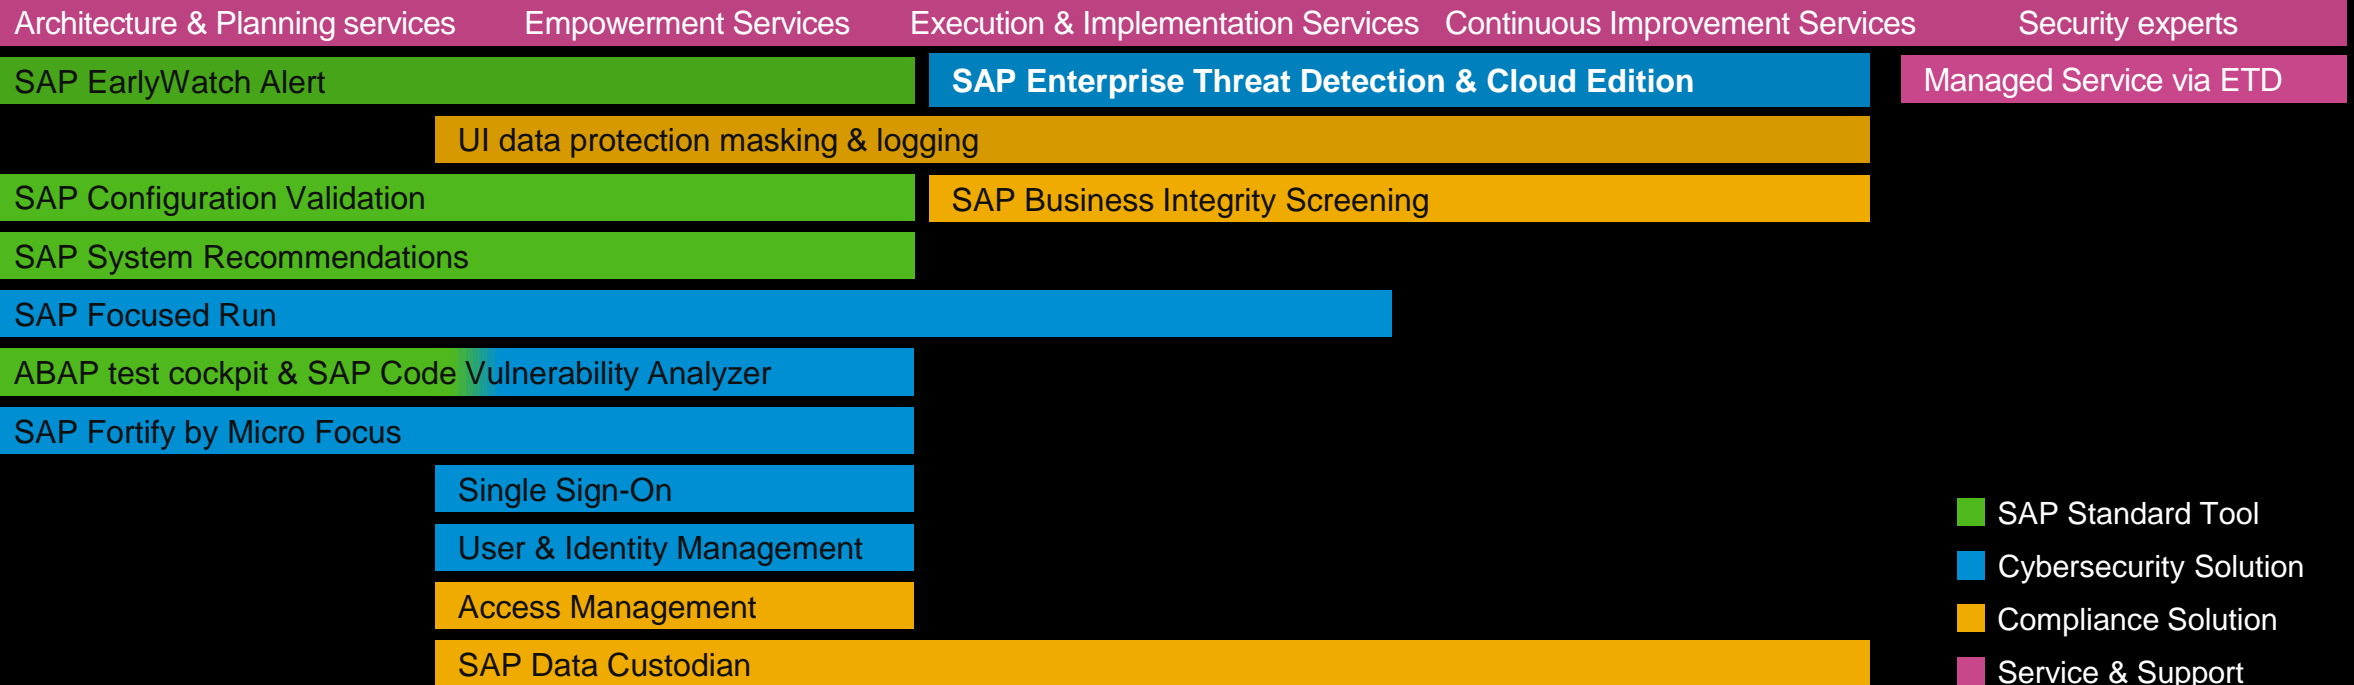 Architecture & Planning services Empowerment Services Execution & Implementation Services Continuous Improvement Services Security experts
SAP EarlyWatch Alert SAP Enterprise Threat Detection & Cloud Edition Managed Service via ETD
UI data protection masking & logging
SAP Configuration Validation SAP Business Integrity Screening
SAP System Recommendations
SAP Focused Run
ABAP test cockpit & SAP Code Vulnerability Analyzer
SAP Fortify by Micro Focus
Single Sign-On
SAP Standard Tool
User & Identity Management
Cybersecurity Solution
Access Management
Compliance Solution
SAP Data Custodian
Service & Support